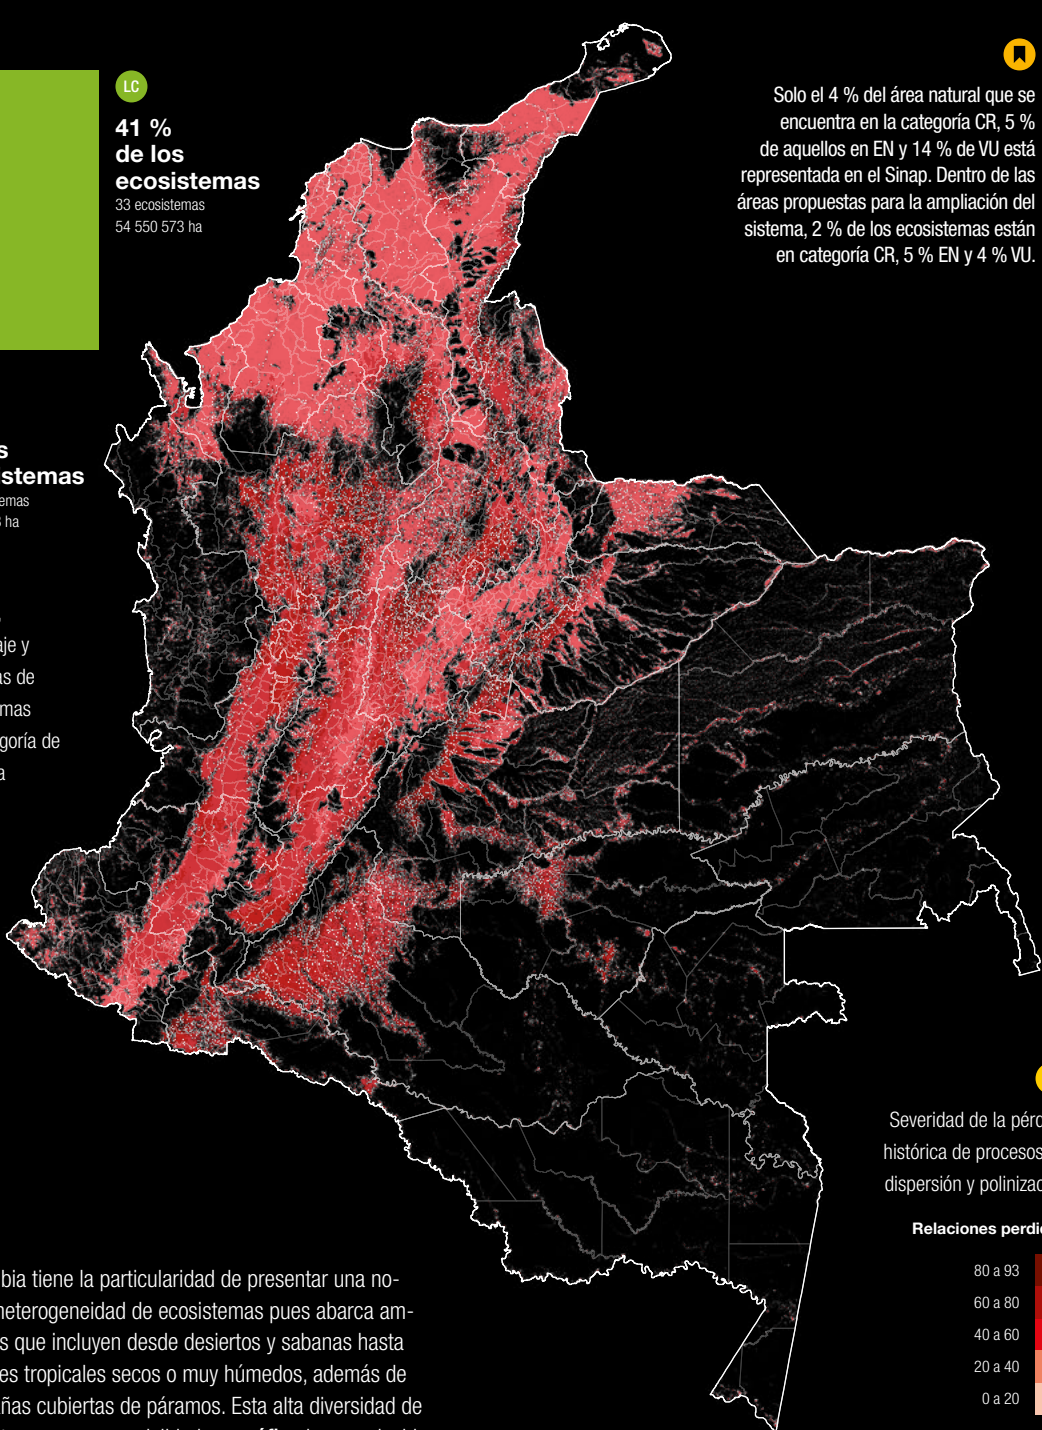 LC
41 %
de los
ecosistemas
33 ecosistemas
54 550 573 ha
Solo el 4 % del área natural que se
encuentra en la categoría CR, 5 %
de aquellos en EN y 14 % de VU está
representada en el Sinap. Dentro de las
áreas propuestas para la ampliación del
sistema, 2 % de los ecosistemas están
en categoría CR, 5 % EN y 4 % VU.
s
istemas
emas
ha
aje y
as de
mas
goría de
a
Severidad de la pérd
histórica de procesos
dispersión y polinizac
Relaciones perdid
80 a 93
60 a 80
40 a 60
20 a 40
0 a 20
bia tiene la particularidad de presentar una no-
heterogeneidad de ecosistemas pues abarca am-
s que incluyen desde desiertos y sabanas hasta
es tropicales secos o muy húmedos, además de
ñas cubiertas de páramos. Esta alta diversidad de